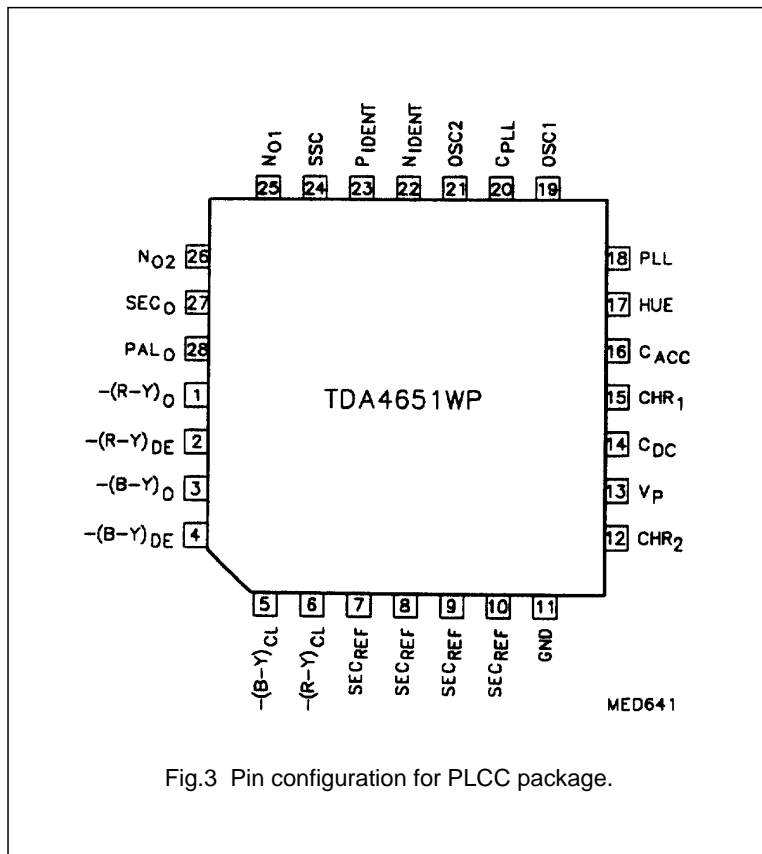 NO1 SSC PIDENT NIDENT OSC2 CPLL OSC1
25 24 23 22 21 20 19
NO2 26
SECO 27
PALO 28
-(R-Y)O 1
-(R-Y)DE 2
-(B-Y)O 3
-(B-Y)DE 4
TDA4651WP
18 PLL
17 HUE
16 CACC
15 CHR1
14 CDC
13 VP
12 CHR2
5 6 7 8 9 10 11
-(B-Y)CL -(R-Y)CL SECREF SECREF SECREF SECREF GND
MED641
Fig.3 Pin configuration for PLCC package.